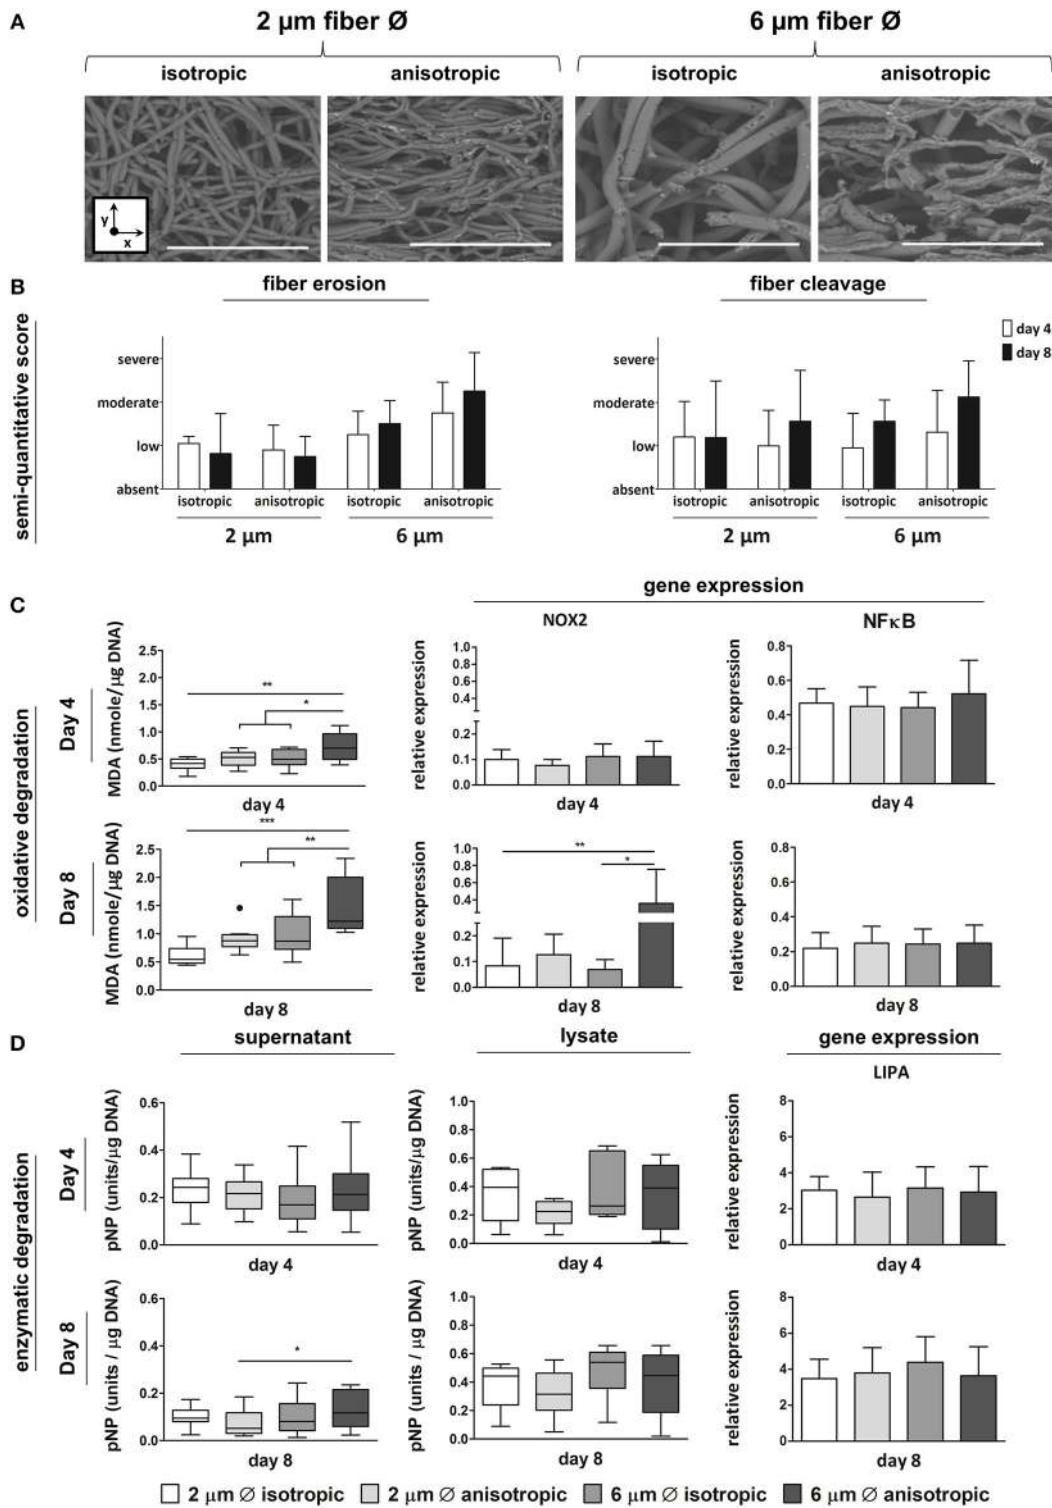 A
2 µm fiber Ø
6 µm fiber Ø
isotropic
anisotropic
isotropic
anisotropic
y
x
B
fiber erosion
fiber cleavage
semi-quantitative score
severe
moderate
low
absent
isotropic anisotropic isotropic anisotropic
2 µm
6 µm
severe
moderate
low
absent
isotropic anisotropic isotropic anisotropic
2 µm
6 µm
day 4
day 8
C
gene expression
NOX2
NFκB
oxidative degradation
Day 4
MDA (nmole/µg DNA)
2.5
2.0
1.5
1.0
0.5
0.0
**
*
day 4
relative expression
1.0
0.8
0.6
0.4
0.2
0.1
0.0
day 4
relative expression
0.8
0.6
0.4
0.2
0.0
day 4
Day 8
MDA (nmole/µg DNA)
2.5
2.0
1.5
1.0
0.5
0.0
***
**
day 8
relative expression
1.0
0.8
0.6
0.4
0.2
0.1
0.0
**
*
day 8
relative expression
0.8
0.6
0.4
0.2
0.0
day 8
D
supernatant
lysate
gene expression
LIPA
enzymatic degradation
Day 4
pNP (units/µg DNA)
0.6
0.4
0.2
0.0
day 4
pNP (units/µg DNA)
1.0
0.8
0.6
0.4
0.2
0.0
day 4
relative expression
8
6
4
2
0
day 4
Day 8
pNP (units / µg DNA)
0.6
0.4
0.2
0.0
*
day 8
pNP (units / µg DNA)
1.0
0.8
0.6
0.4
0.2
0.0
day 8
relative expression
8
6
4
2
0
day 8
2 µm Ø isotropic 2 µm Ø anisotropic 6 µm Ø isotropic 6 µm Ø anisotropic